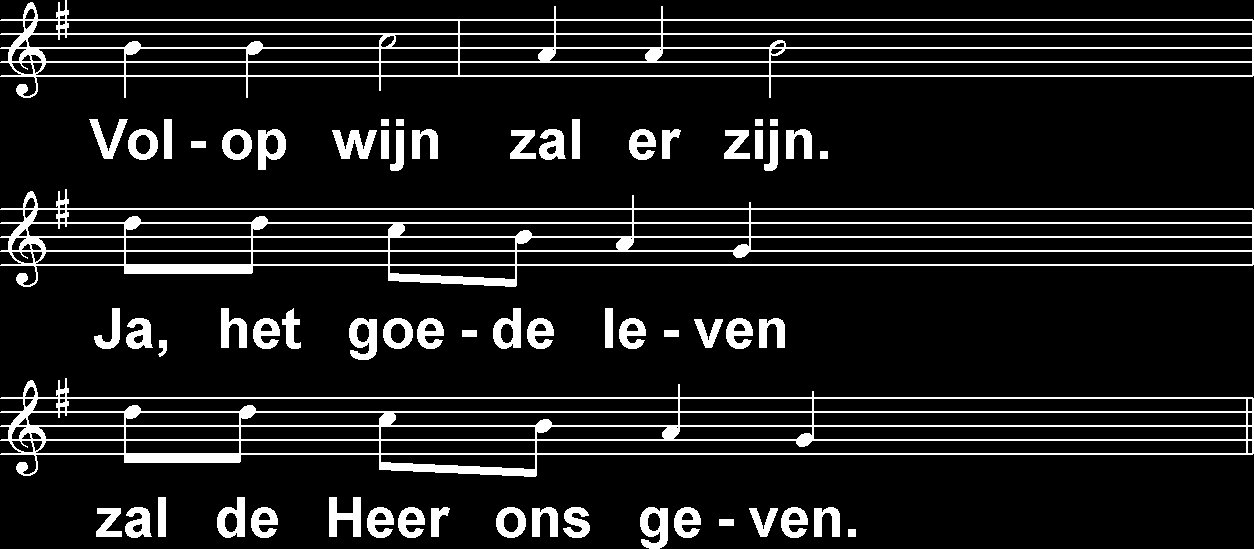 Vol - op wijn zal er zijn.
Ja, het goe - de le - ven
zal de Heer ons ge - ven.